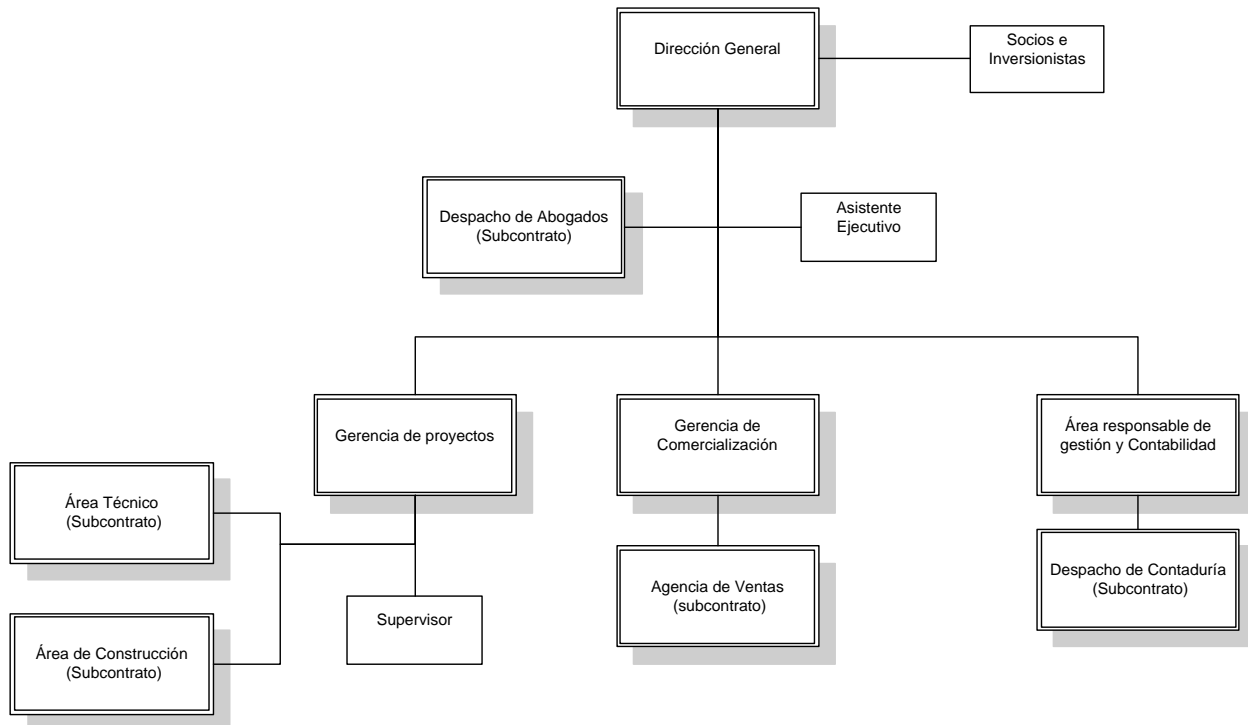 Dirección General
Socios e
Inversionistas
Despacho de Abogados
(Subcontrato)
Asistente
Ejecutivo
Gerencia de proyectos
Gerencia de
Comercialización
Área responsable de
gestión y Contabilidad
Área Técnico
(Subcontrato)
Área de Construcción
(Subcontrato)
Supervisor
Agencia de Ventas
(subcontrato)
Despacho de Contaduría
(Subcontrato)